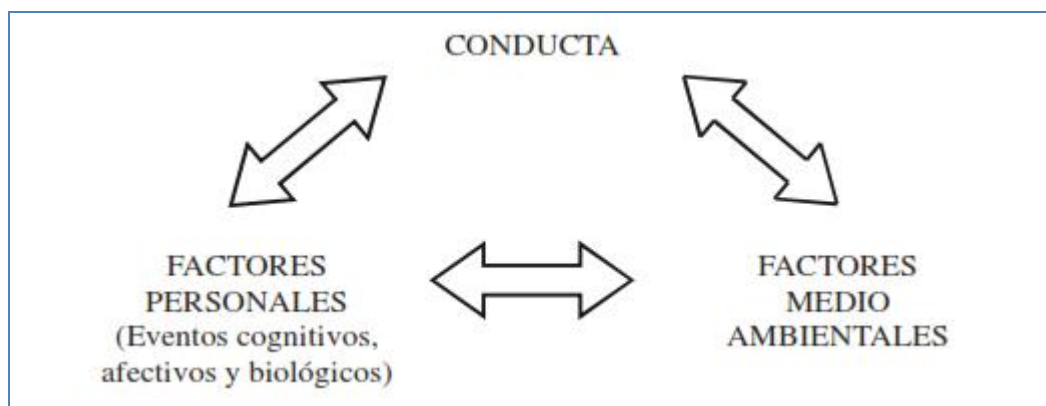 CONDUCTA
FACTORES
PERSONALES
(Eventos cognitivos,
afectivos y biológicos)
FACTORES
MEDIO
AMBIENTALES